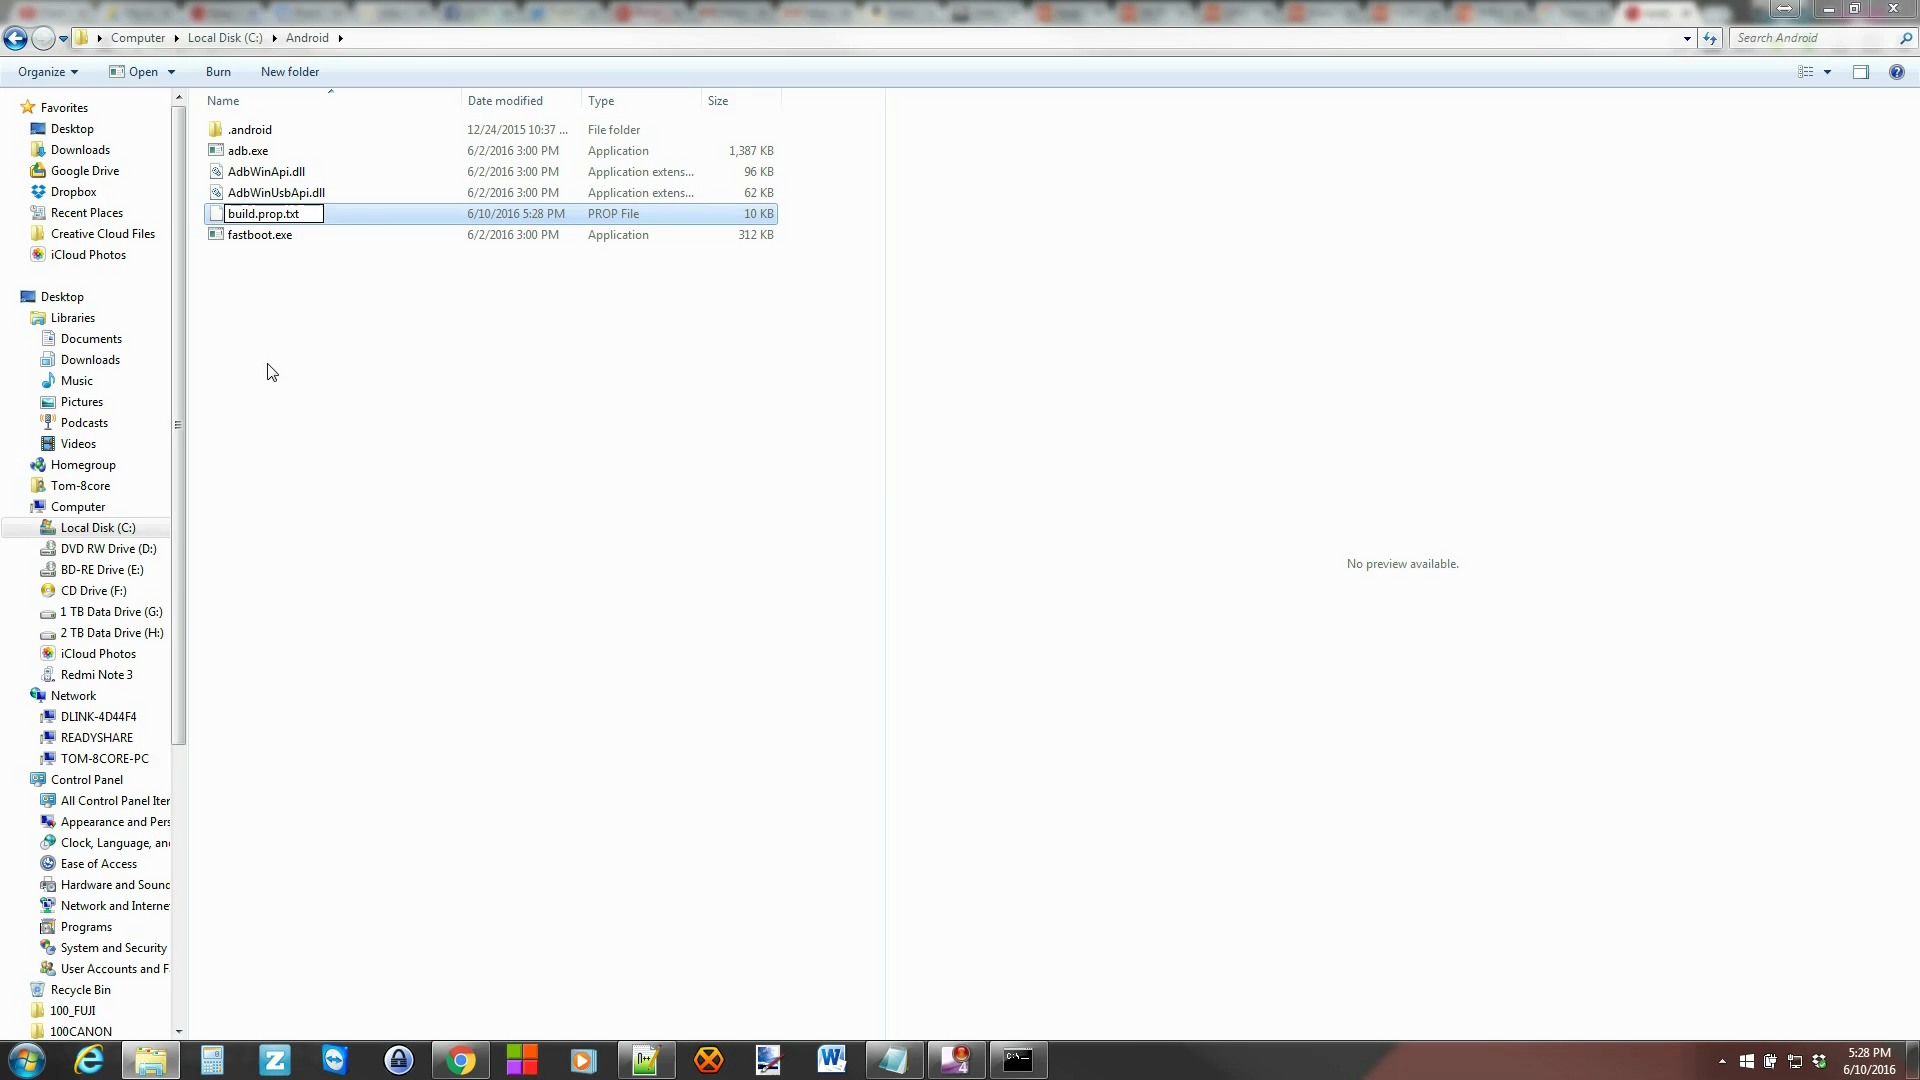 Computer Local Disk (C:) Android
Search Android
Organize Open Burn New folder
Name Date modified Type Size
.android 12/24/2015 10:37 ... File folder
adb.exe 6/2/2016 3:00 PM Application 1,387 KB
AdbWinApi.dll 6/2/2016 3:00 PM Application extens... 96 KB
AdbWinUsbApi.dll 6/2/2016 3:00 PM Application extens... 62 KB
build.prop.txt 6/10/2016 5:28 PM PROP File 10 KB
fastboot.exe 6/2/2016 3:00 PM Application 312 KB
Favorites
Desktop
Downloads
Google Drive
Dropbox
Recent Places
Creative Cloud Files
iCloud Photos
Desktop
Libraries
Documents
Downloads
Music
Pictures
Podcasts
Videos
Homegroup
Tom-8core
Computer
Local Disk (C:)
DVD RW Drive (D:)
BD-RE Drive (E:)
CD Drive (F:)
1 TB Data Drive (G:)
2 TB Data Drive (H:)
iCloud Photos
Redmi Note 3
Network
DLINK-4D44F4
READYSHARE
TOM-8CORE-PC
Control Panel
All Control Panel Iter
Appearance and Pers
Clock, Language, an
Ease of Access
Hardware and Sound
Network and Interne
Programs
System and Security
User Accounts and F
Recycle Bin
100_FUJI
100CANON
No preview available.
5:28 PM
6/10/2016